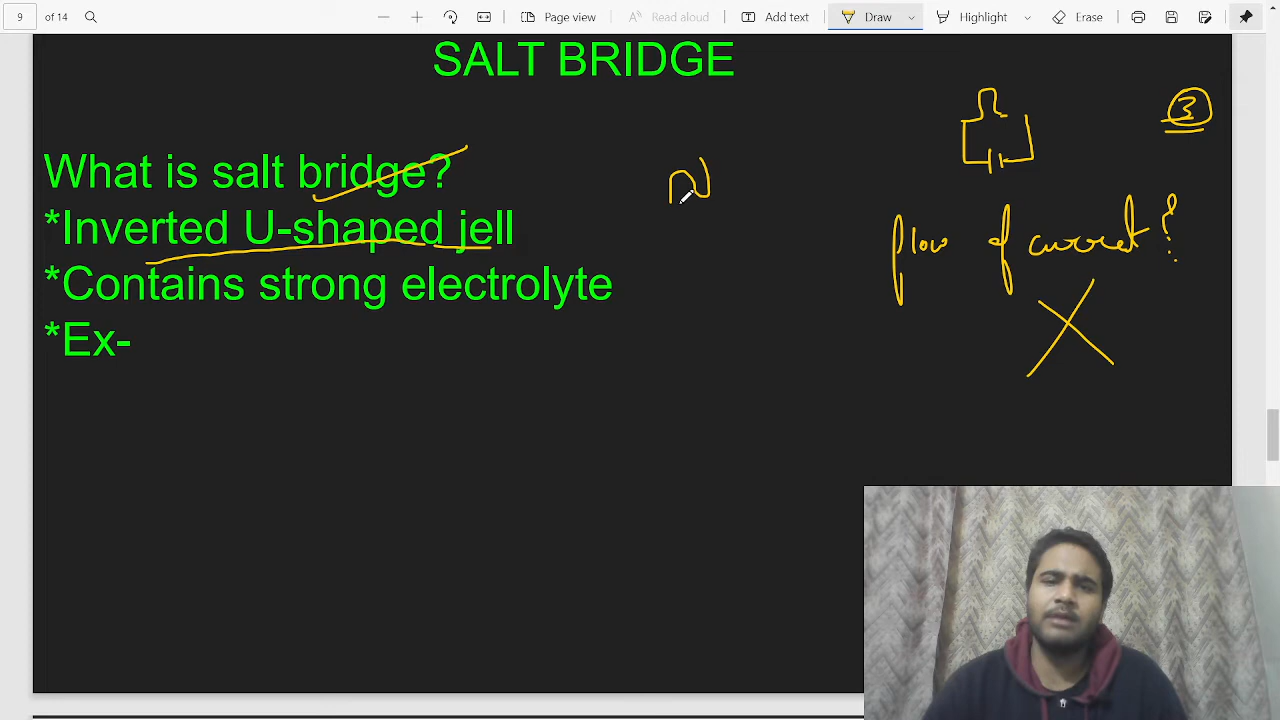 9 of 14
Page view
Read aloud
Add text
Draw
Highlight
Erase
SALT BRIDGE
3
What is salt bridge?
*Inverted U-shaped jell
flow of current?
*Contains strong electrolyte
*Ex-